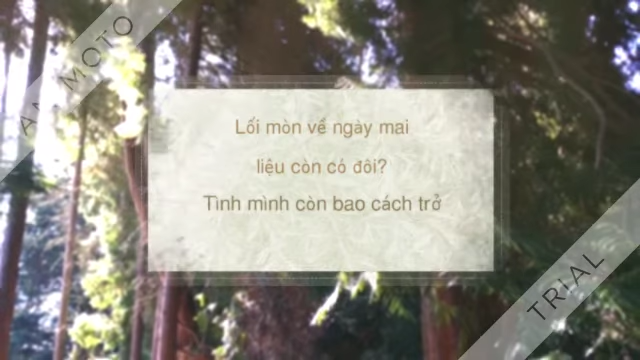 ANIMOTO
Lối mòn về ngày mai
liệu còn có đôi?
Tình mình còn bao cách trở
TRIAL